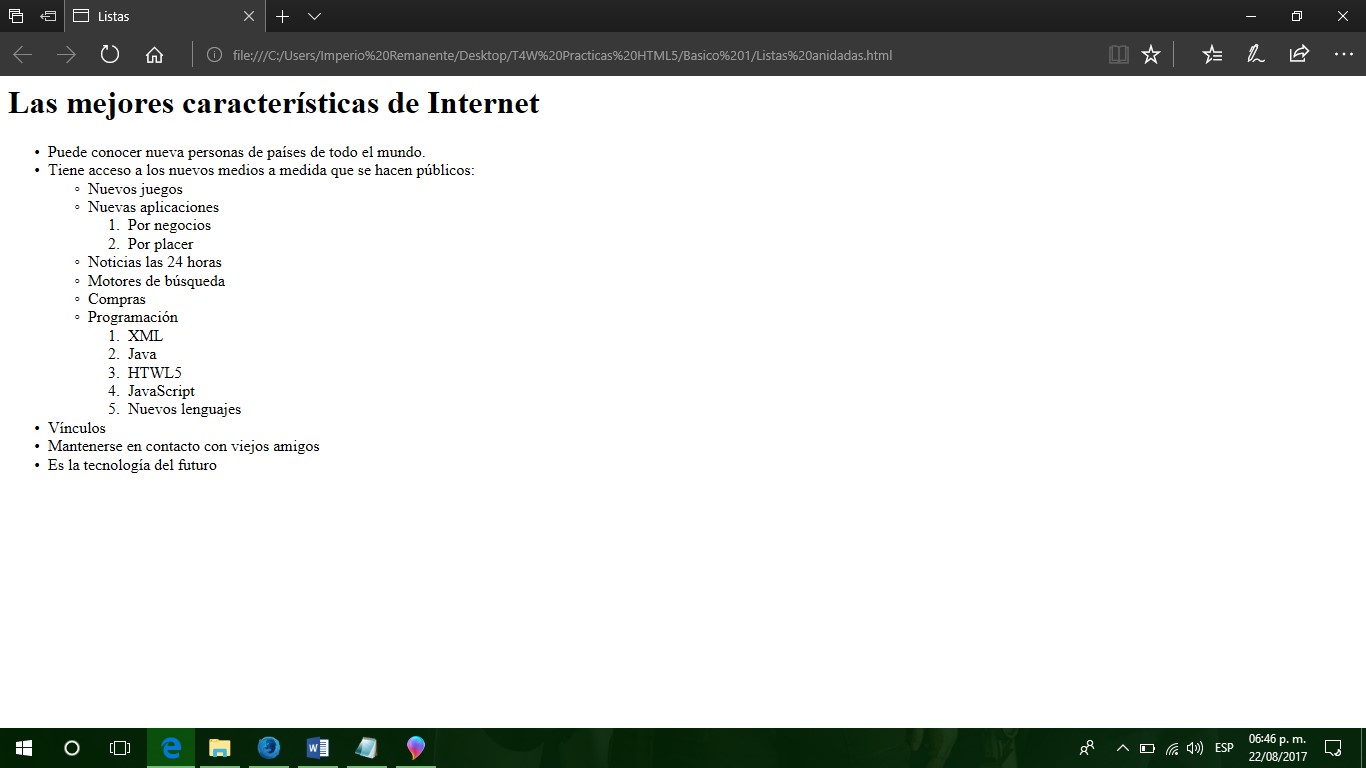 Listas
file:///C:/Users/Imperio%20Remanente/Desktop/T4W%20Practicas%20HTML5/Basico%201/Listas%20anidadas.html
Las mejores características de Internet
• Puede conocer nueva personas de países de todo el mundo.
• Tiene acceso a los nuevos medios a medida que se hacen públicos:
◦ Nuevos juegos
◦ Nuevas aplicaciones
1. Por negocios
2. Por placer
◦ Noticias las 24 horas
◦ Motores de búsqueda
◦ Compras
◦ Programación
1. XML
2. Java
3. HTWL5
4. JavaScript
5. Nuevos lenguajes
• Vínculos
• Mantenerse en contacto con viejos amigos
• Es la tecnología del futuro
ESP
06:46 p. m.
22/08/2017